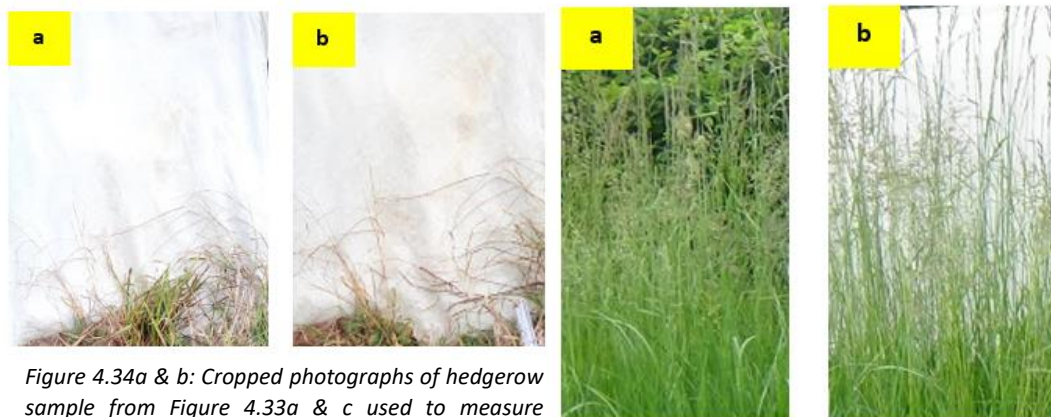 a
b
a
b
Figure 4.34a & b: Cropped photographs of hedgerow
sample from Figure 4.33a & c used to measure